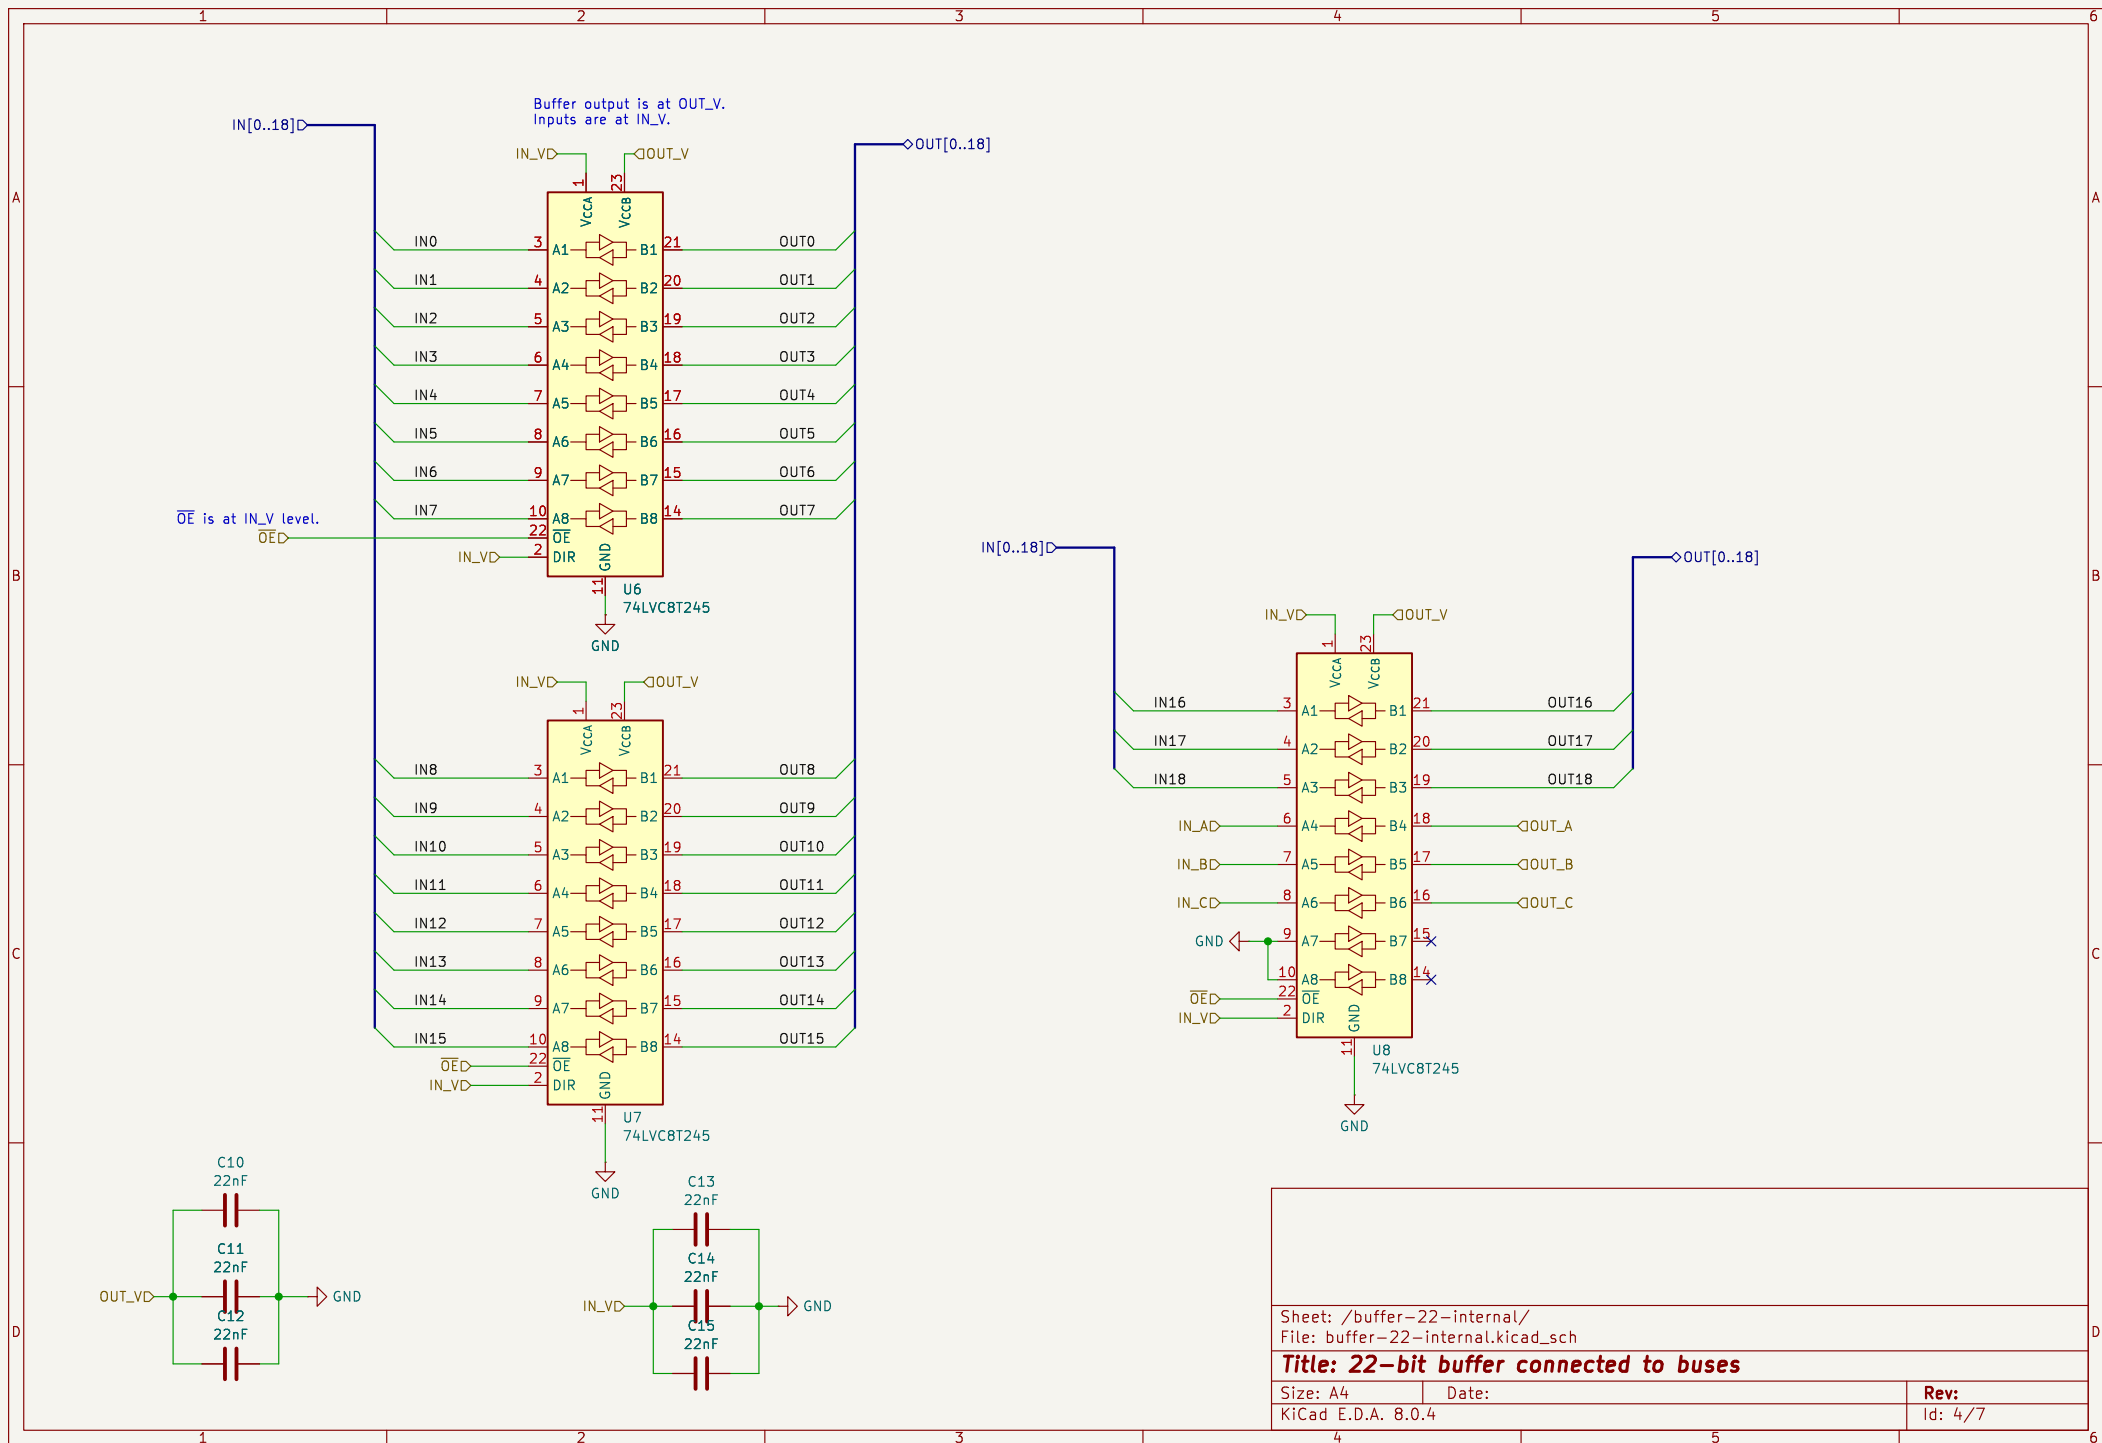 1 2 3 4 5 6
A
B
C
D
A
B
C
D
Buffer output is at OUT_V.
Inputs are at IN_V.
IN[0..18]
OUT[0..18]
IN_V
OUT_V
1
23
VCCA
VCCB
IN0 3 A1 B1 21 OUT0
IN1 4 A2 B2 20 OUT1
IN2 5 A3 B3 19 OUT2
IN3 6 A4 B4 18 OUT3
IN4 7 A5 B5 17 OUT4
IN5 8 A6 B6 16 OUT5
IN6 9 A7 B7 15 OUT6
IN7 10 A8 B8 14 OUT7
O̅E̅ is at IN_V level.
O̅E̅ 22 O̅E̅
IN_V 2 DIR
GND
11
U6
74LVC8T245
GND
IN_V
OUT_V
1
23
VCCA
VCCB
IN8 3 A1 B1 21 OUT8
IN9 4 A2 B2 20 OUT9
IN10 5 A3 B3 19 OUT10
IN11 6 A4 B4 18 OUT11
IN12 7 A5 B5 17 OUT12
IN13 8 A6 B6 16 OUT13
IN14 9 A7 B7 15 OUT14
IN15 10 A8 B8 14 OUT15
O̅E̅ 22 O̅E̅
IN_V 2 DIR
GND
11
U7
74LVC8T245
GND
IN[0..18]
OUT[0..18]
IN_V
OUT_V
1
23
VCCA
VCCB
IN16 3 A1 B1 21 OUT16
IN17 4 A2 B2 20 OUT17
IN18 5 A3 B3 19 OUT18
IN_A 6 A4 B4 18 OUT_A
IN_B 7 A5 B5 17 OUT_B
IN_C 8 A6 B6 16 OUT_C
GND 9 A7 B7 15
10 A8 B8 14
O̅E̅ 22 O̅E̅
IN_V 2 DIR
GND
11
U8
74LVC8T245
GND
C10
22nF
C11
22nF
OUT_V
GND
C12
22nF
C13
22nF
C14
22nF
IN_V
GND
C15
22nF
Sheet: /buffer-22-internal/
File: buffer-22-internal.kicad_sch
Title: 22-bit buffer connected to buses
Size: A4 Date: Rev:
KiCad E.D.A. 8.0.4 Id: 4/7
1 2 3 4 5 6